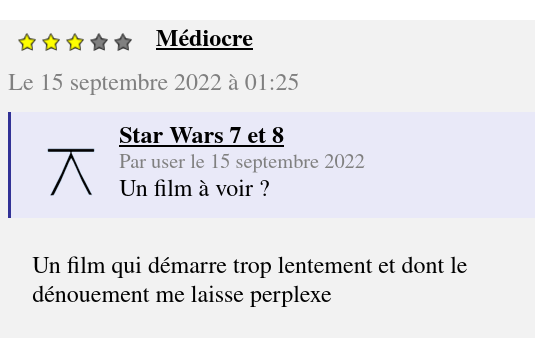 Médiocre
Le 15 septembre 2022 à 01:25
Star Wars 7 et 8
Par user le 15 septembre 2022
Un film à voir ?
Un film qui démarre trop lentement et dont le
dénouement me laisse perplexe